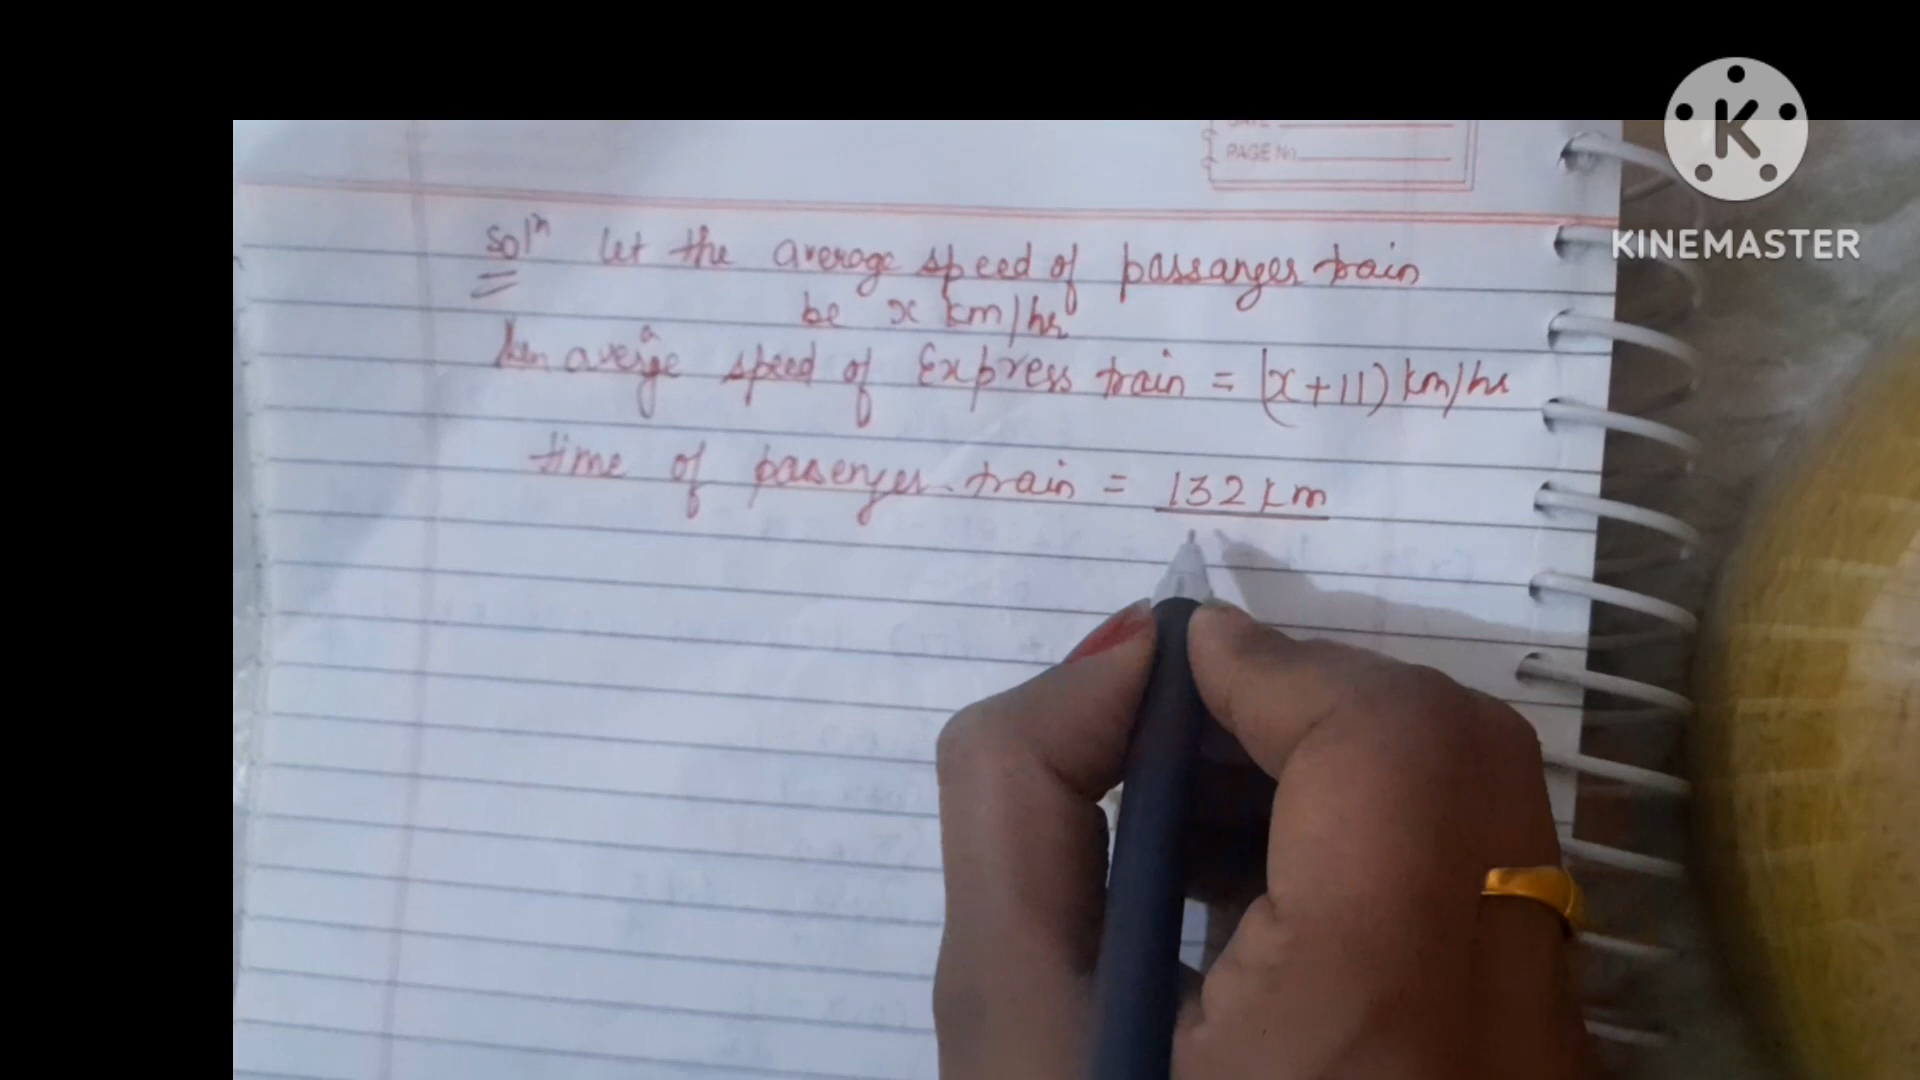 PAGE No.
K
KINEMASTER
Solⁿ let the average speed of passanger train
be x km/hr
then average speed of Express train = (x+11) km/hr
time of passenger train = 132 km